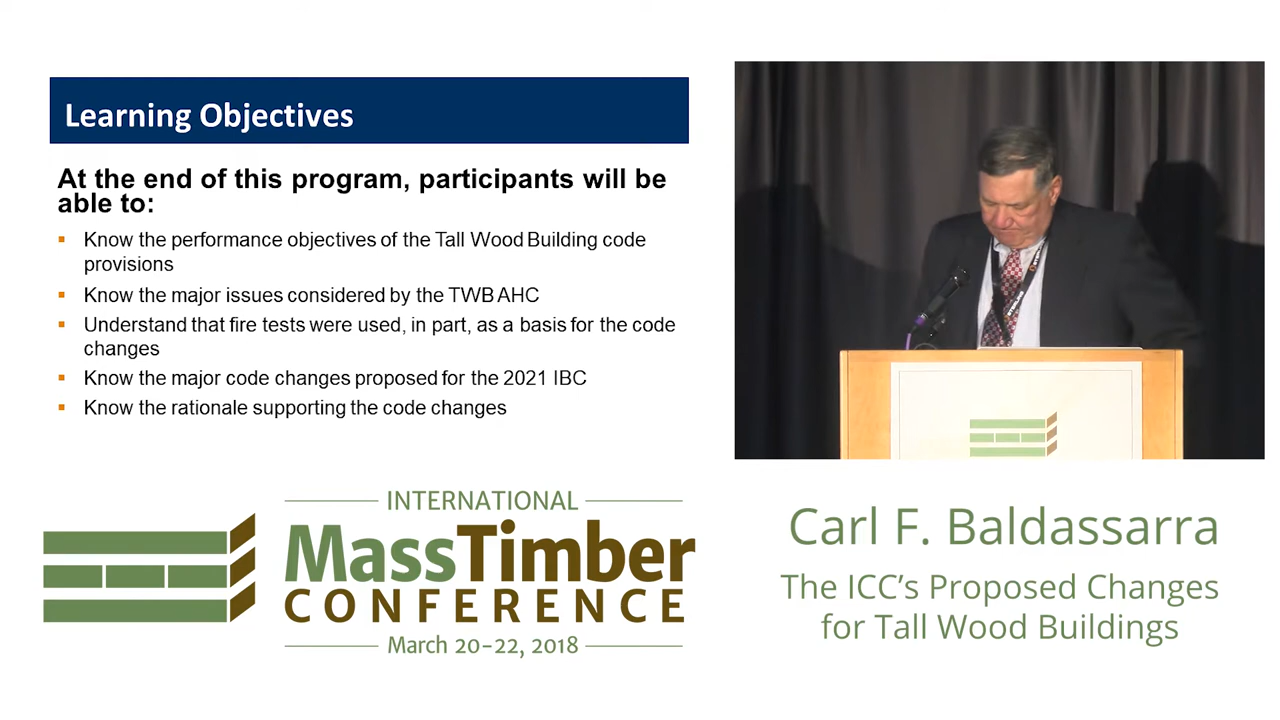 Learning Objectives
At the end of this program, participants will be
able to:
Know the performance objectives of the Tall Wood Building code
provisions
Know the major issues considered by the TWB AHC
Understand that fire tests were used, in part, as a basis for the code
changes
Know the major code changes proposed for the 2021 IBC
Know the rationale supporting the code changes
INTERNATIONAL
MassTimber
CONFERENCE
March 20–22, 2018
Carl F. Baldassarra
The ICC’s Proposed Changes
for Tall Wood Buildings